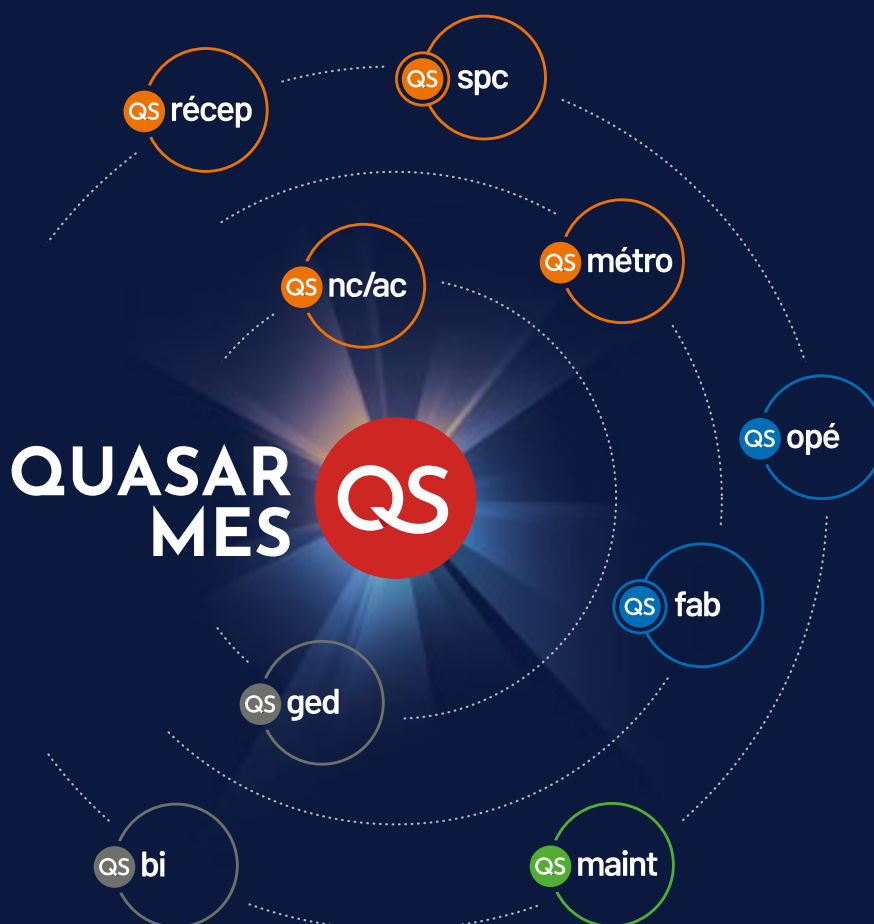 QS spc
QS récep
QS métro
QS nc/ac
QS opé
QUASAR
MES
QS
QS fab
QS ged
QS bi
QS maint